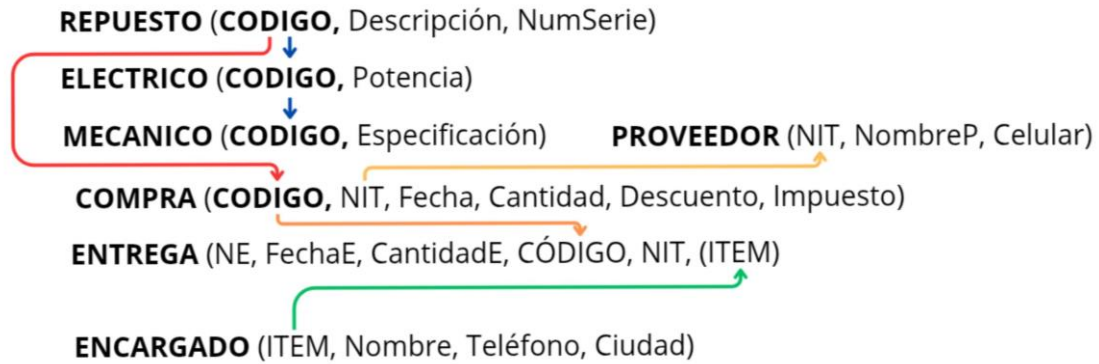 REPUESTO (CODIGO, Descripción, NumSerie)
ELECTRICO (CODIGO, Potencia)
MECANICO (CODIGO, Especificación) PROVEEDOR (NIT, NombreP, Celular)
COMPRA (CODIGO, NIT, Fecha, Cantidad, Descuento, Impuesto)
ENTREGA (NE, FechaE, CantidadE, CÓDIGO, NIT, (ITEM)
ENCARGADO (ITEM, Nombre, Teléfono, Ciudad)